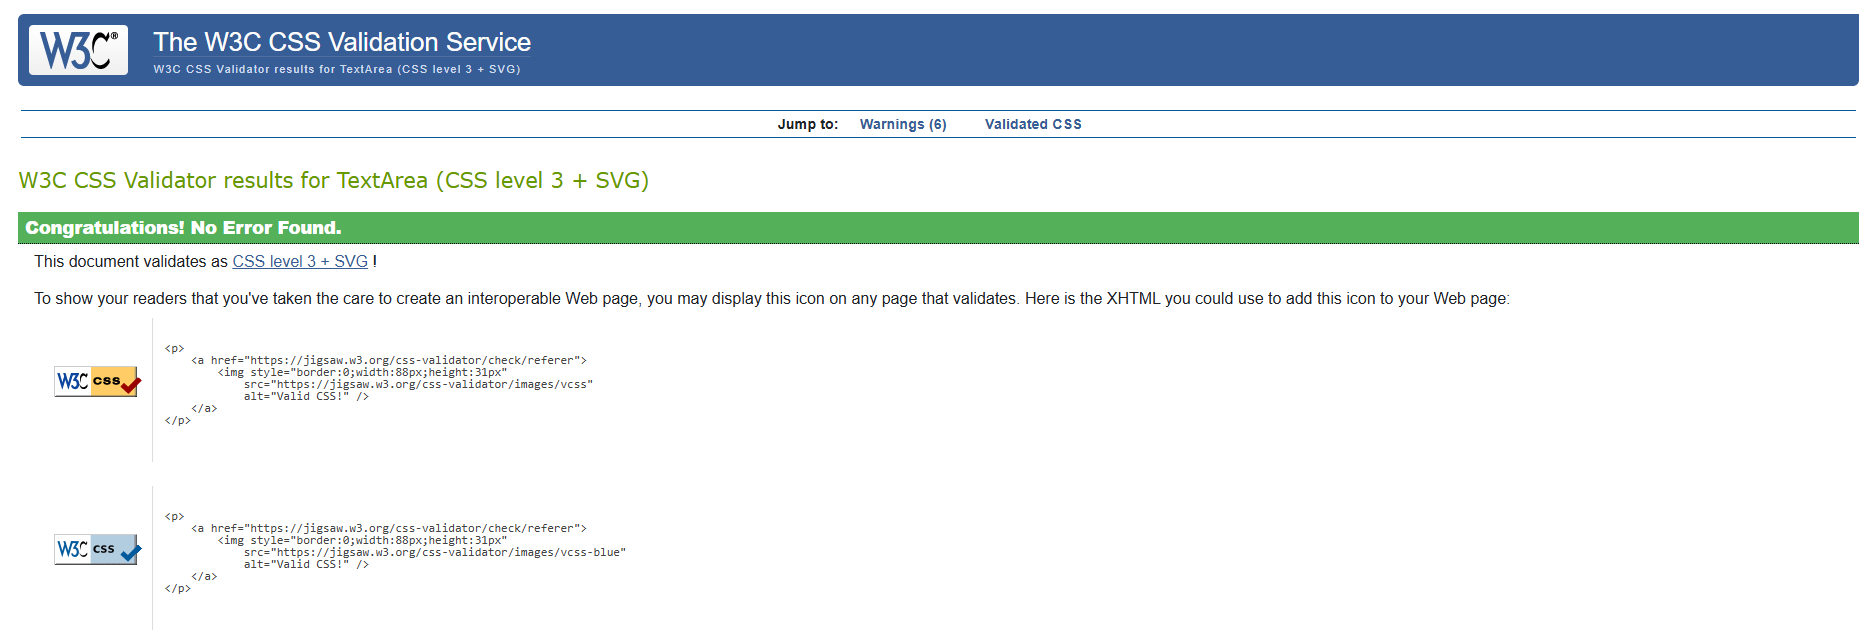 W3C®
The W3C CSS Validation Service
W3C CSS Validator results for TextArea (CSS level 3 + SVG)
Jump to: Warnings (6) Validated CSS
W3C CSS Validator results for TextArea (CSS level 3 + SVG)
Congratulations! No Error Found.
This document validates as CSS level 3 + SVG !
To show your readers that you've taken the care to create an interoperable Web page, you may display this icon on any page that validates. Here is the XHTML you could use to add this icon to your Web page:
W3C CSS
<p>
    <a href="https://jigsaw.w3.org/css-validator/check/referer">
        <img style="border:0;width:88px;height:31px"
            src="https://jigsaw.w3.org/css-validator/images/vcss"
            alt="Valid CSS!" />
    </a>
</p>
W3C CSS
<p>
    <a href="https://jigsaw.w3.org/css-validator/check/referer">
        <img style="border:0;width:88px;height:31px"
            src="https://jigsaw.w3.org/css-validator/images/vcss-blue"
            alt="Valid CSS!" />
    </a>
</p>